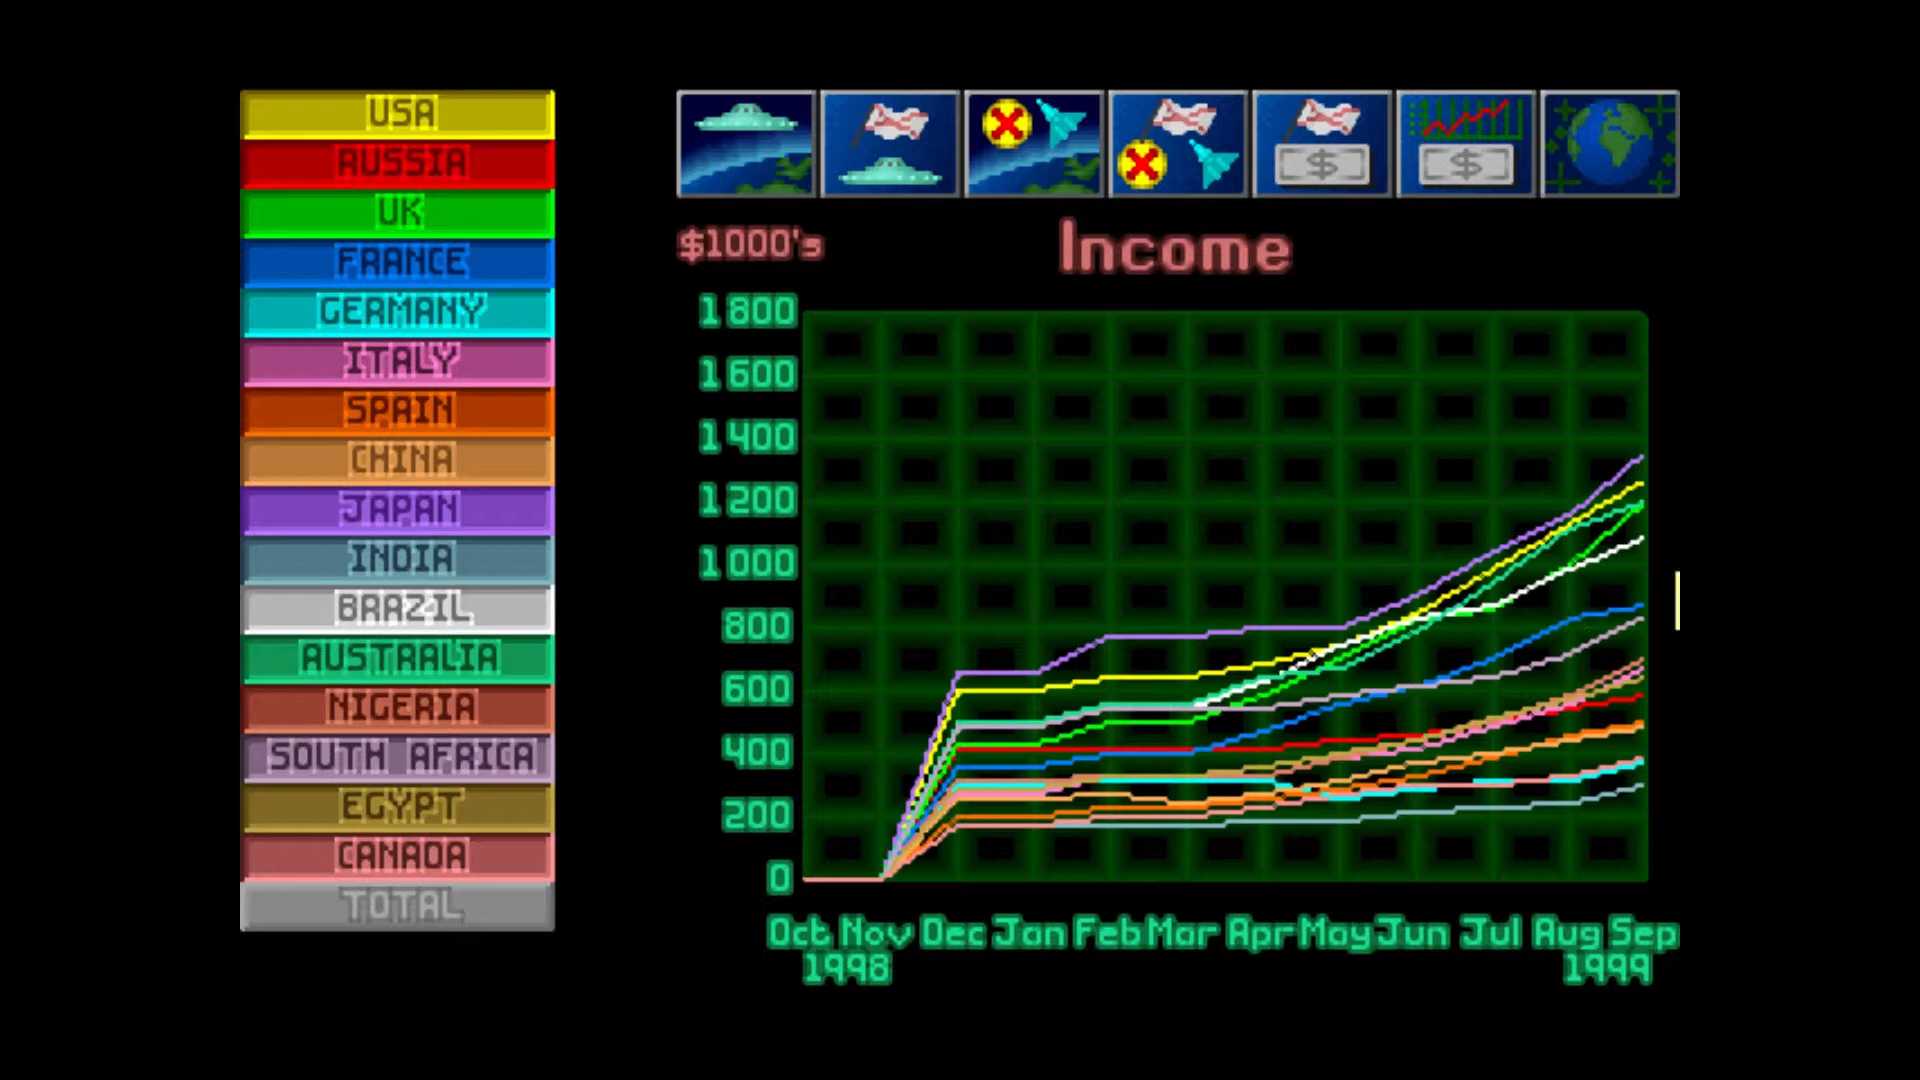 USA
RUSSIA
UK
FRANCE
GERMANY
ITALY
SPAIN
CHINA
JAPAN
INDIA
BRAZIL
AUSTRALIA
NIGERIA
SOUTH AFRICA
EGYPT
CANADA
TOTAL
$ $
$1000's Income
1800
1600
1400
1200
1000
800
600
400
200
0
Oct Nov Dec Jan Feb Mar Apr May Jun Jul Aug Sep
1998 1999